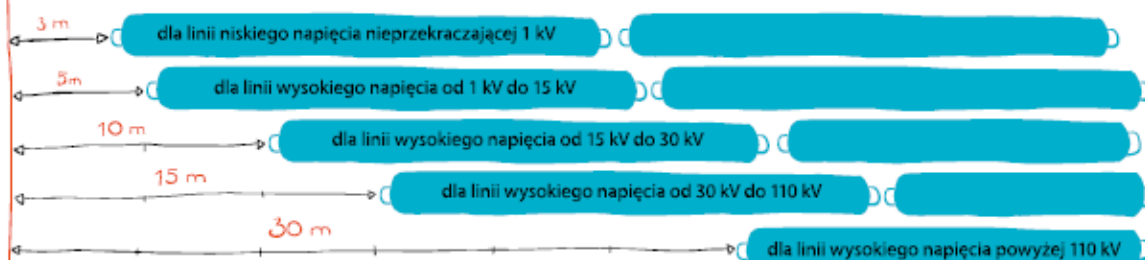 3 m
dla linii niskiego napięcia nieprzekraczającej 1 kV
5m
dla linii wysokiego napięcia od 1 kV do 15 kV
10 m
dla linii wysokiego napięcia od 15 kV do 30 kV
15 m
dla linii wysokiego napięcia od 30 kV do 110 kV
30 m
dla linii wysokiego napięcia powyżej 110 kV